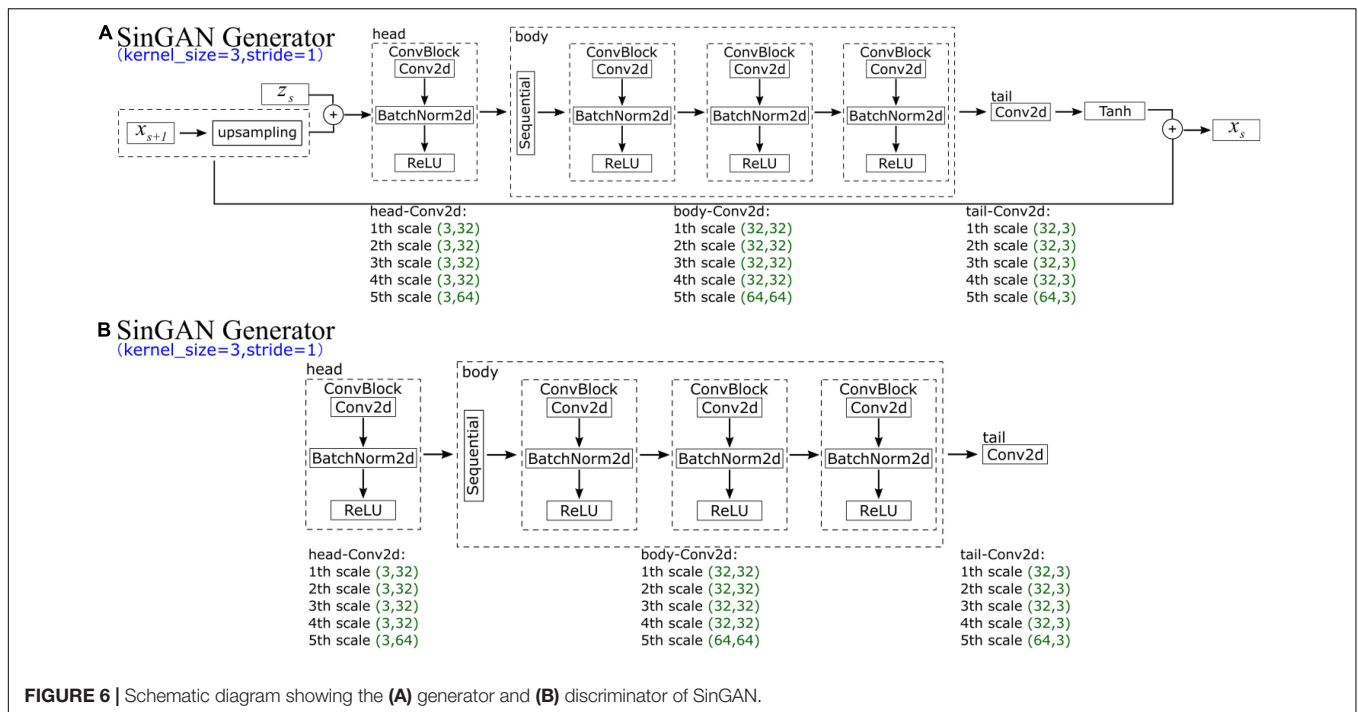 A SinGAN Generator
(kernel_size=3,stride=1)
z_s
x_{s+1}
upsampling
+
head
ConvBlock
Conv2d
BatchNorm2d
ReLU
body
Sequential
ConvBlock
Conv2d
BatchNorm2d
ReLU
ConvBlock
Conv2d
BatchNorm2d
ReLU
ConvBlock
Conv2d
BatchNorm2d
ReLU
tail
Conv2d
Tanh
+
x_s
head-Conv2d:
1th scale (3,32)
2th scale (3,32)
3th scale (3,32)
4th scale (3,32)
5th scale (3,64)
body-Conv2d:
1th scale (32,32)
2th scale (32,32)
3th scale (32,32)
4th scale (32,32)
5th scale (64,64)
tail-Conv2d:
1th scale (32,3)
2th scale (32,3)
3th scale (32,3)
4th scale (32,3)
5th scale (64,3)
B SinGAN Generator
(kernel_size=3,stride=1)
head
ConvBlock
Conv2d
BatchNorm2d
ReLU
body
Sequential
ConvBlock
Conv2d
BatchNorm2d
ReLU
ConvBlock
Conv2d
BatchNorm2d
ReLU
ConvBlock
Conv2d
BatchNorm2d
ReLU
tail
Conv2d
head-Conv2d:
1th scale (3,32)
2th scale (3,32)
3th scale (3,32)
4th scale (3,32)
5th scale (3,64)
body-Conv2d:
1th scale (32,32)
2th scale (32,32)
3th scale (32,32)
4th scale (32,32)
5th scale (64,64)
tail-Conv2d:
1th scale (32,3)
2th scale (32,3)
3th scale (32,3)
4th scale (32,3)
5th scale (64,3)
FIGURE 6 | Schematic diagram showing the (A) generator and (B) discriminator of SinGAN.